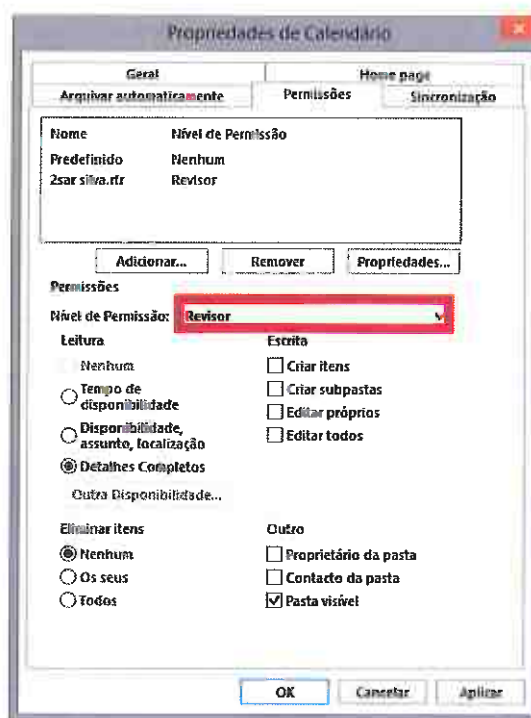 Propriedades de Calendário
Geral Home page
Arquivar automaticamente Permissões Sincronização
Nome Nível de Permissão
Predefinido Nenhum
2sar silva.rfr Revisor
Adicionar... Remover Propriedades...
Permissões
Nível de Permissão: Revisor
Leitura Escrita
Nenhum Criar itens
Tempo de disponibilidade Criar subpastas
Disponibilidade, assunto, localização Editar próprios
Detalhes Completos Editar todos
Outra Disponibilidade...
Eliminar itens Outro
Nenhum Proprietário da pasta
Os seus Contacto da pasta
Todos Pasta visível
OK Cancelar Aplicar